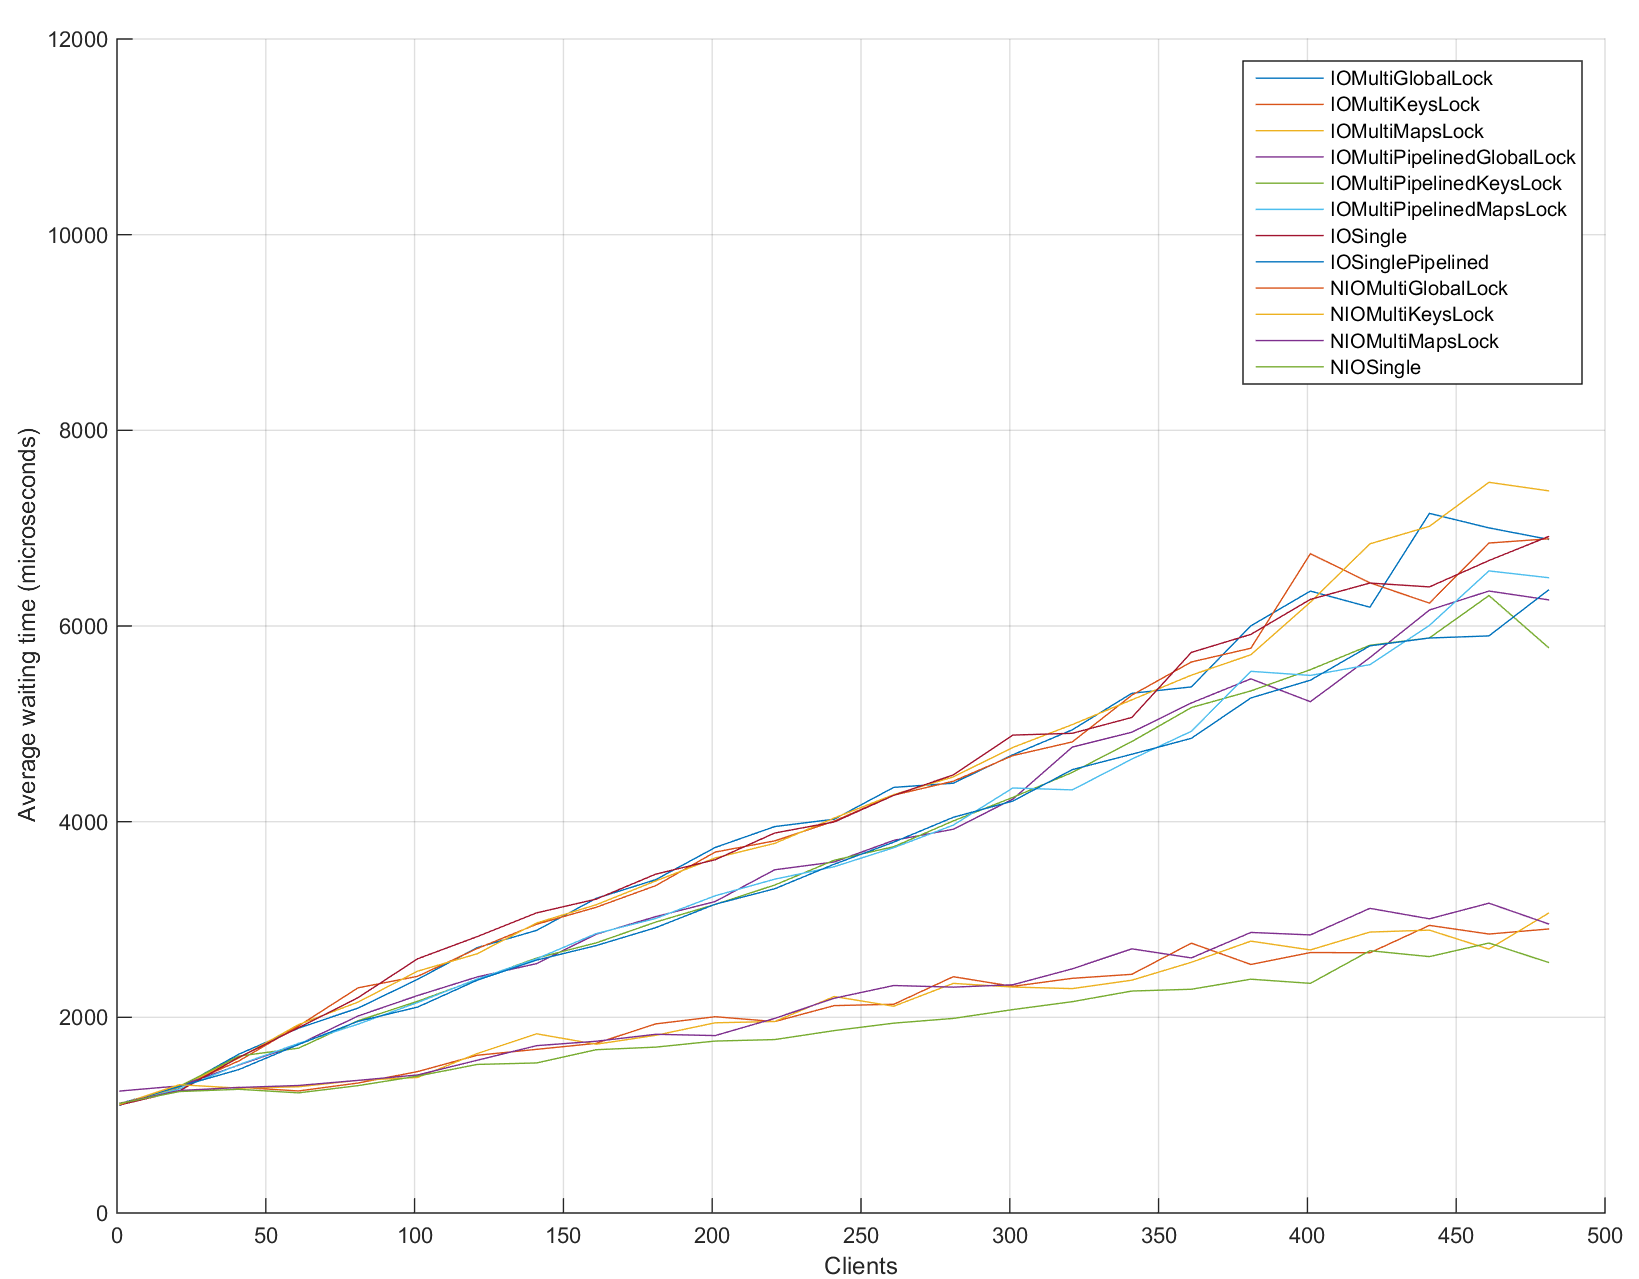 12000
10000
8000
6000
4000
2000
0
Average waiting time (microseconds)
IOMultiGlobalLock
IOMultiKeysLock
IOMultiMapsLock
IOMultiPipelinedGlobalLock
IOMultiPipelinedKeysLock
IOMultiPipelinedMapsLock
IOSingle
IOSinglePipelined
NIOMultiGlobalLock
NIOMultiKeysLock
NIOMultiMapsLock
NIOSingle
0 50 100 150 200 250 300 350 400 450 500
Clients